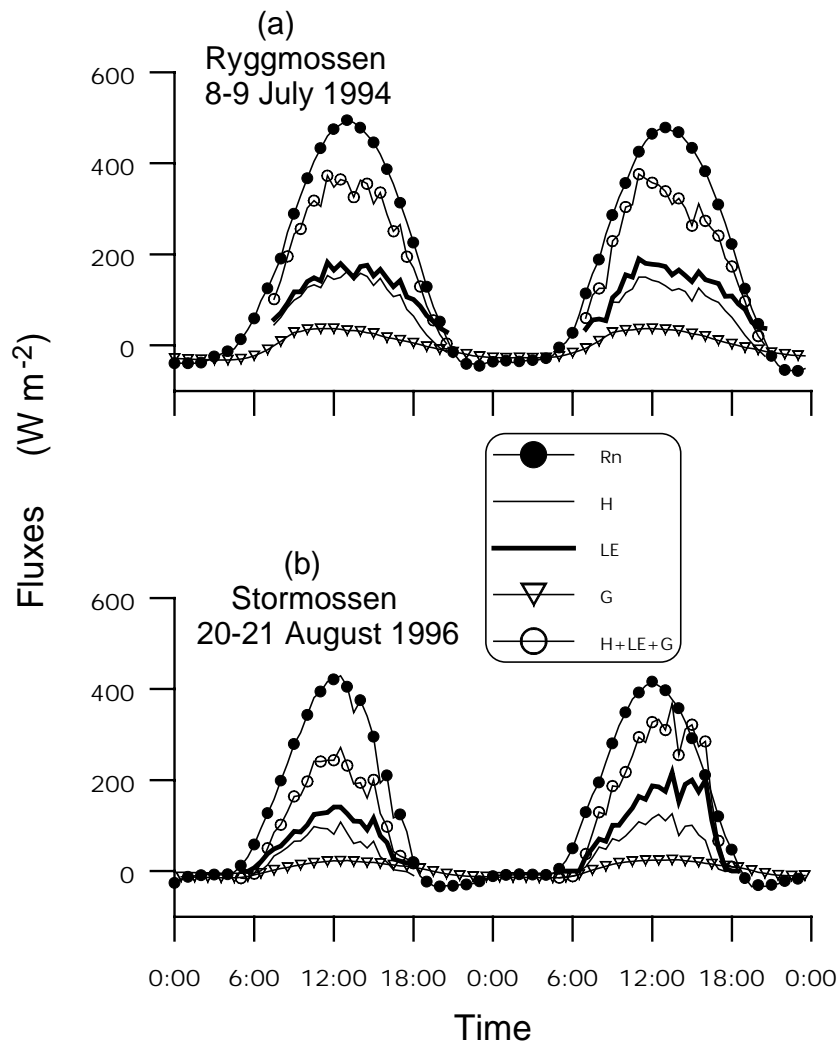 (a)
Ryggmossen
8-9 July 1994
600
400
200
0
Fluxes (W m-2)
Rn
H
LE
G
H+LE+G
(b)
Stormossen
20-21 August 1996
600
400
200
0
0:00 6:00 12:00 18:00 0:00 6:00 12:00 18:00 0:00
Time